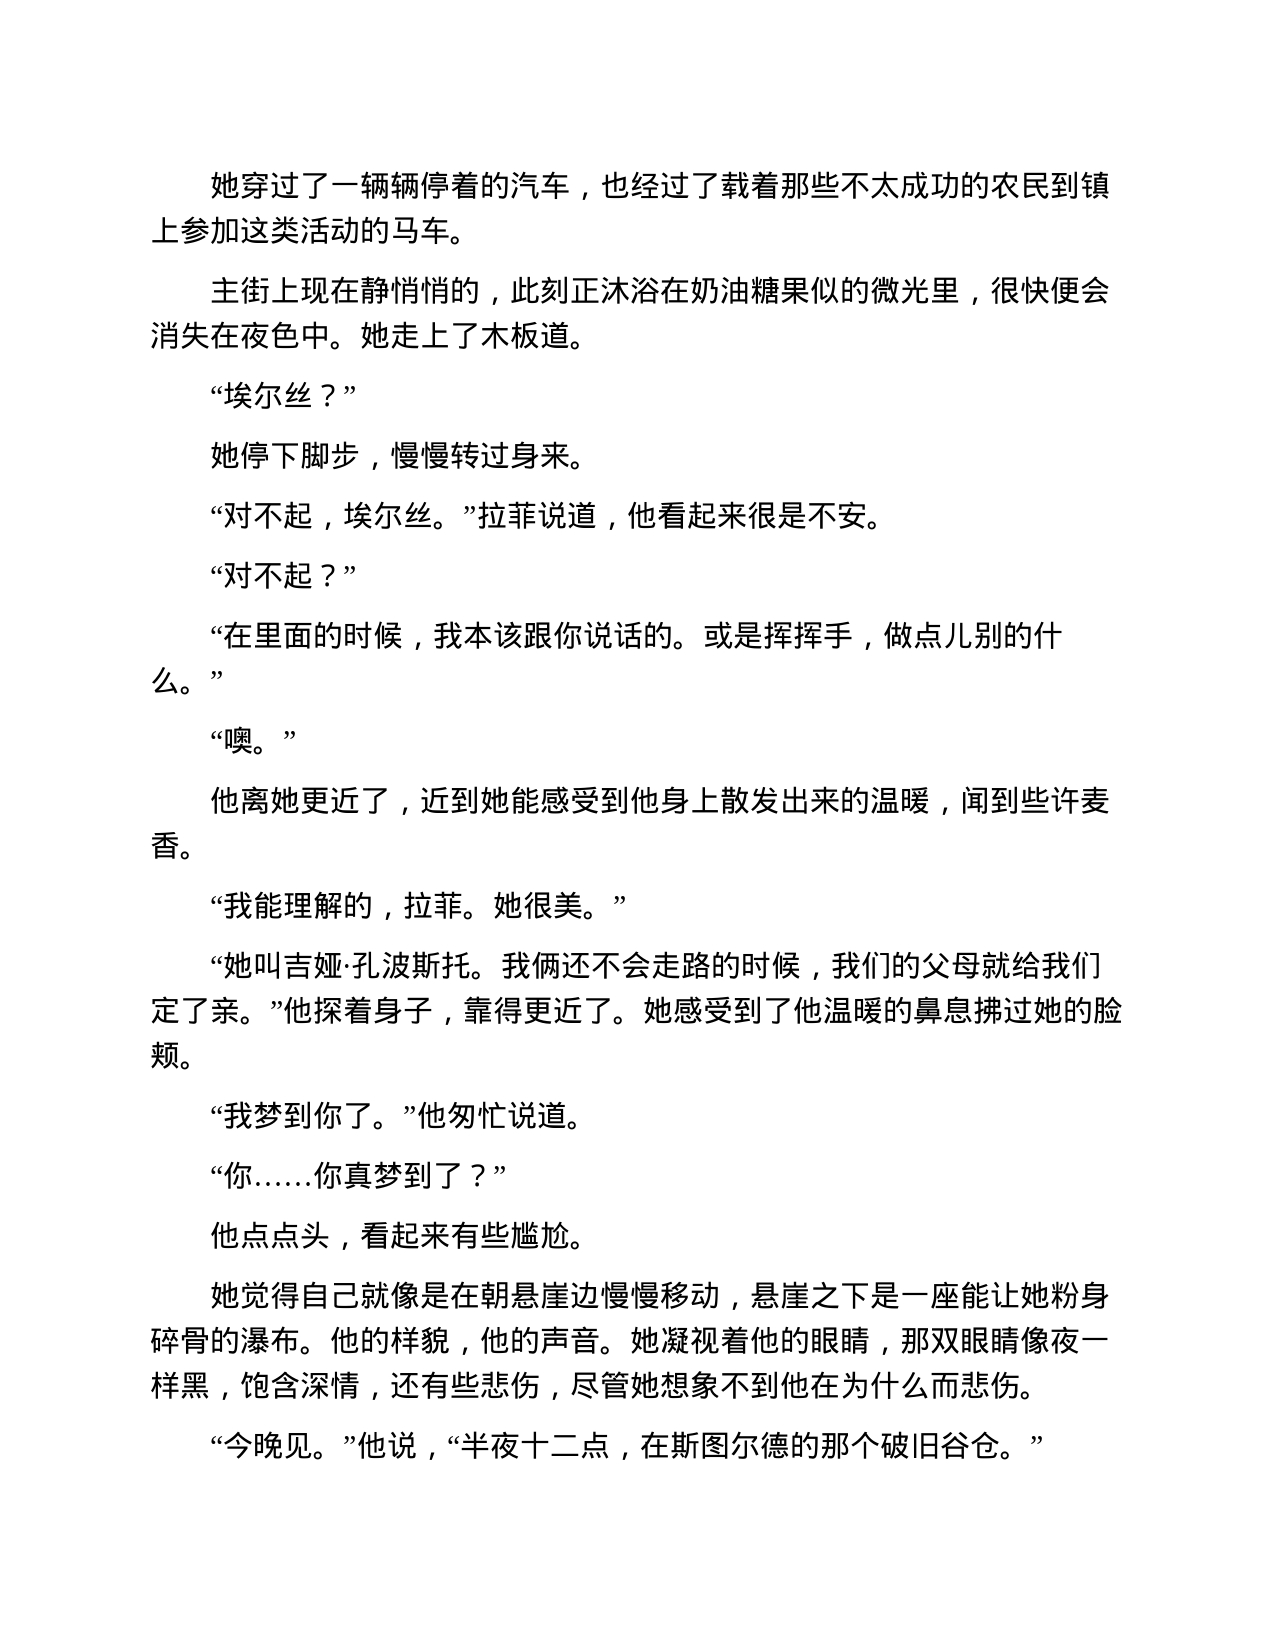 她穿过了一辆辆停着的汽车，也经过了载着那些不太成功的农民到镇
上参加这类活动的马车。
主街上现在静悄悄的，此刻正沐浴在奶油糖果似的微光里，很快便会
消失在夜色中。她走上了木板道。
“埃尔丝？”
她停下脚步，慢慢转过身来。
“对不起，埃尔丝。”拉菲说道，他看起来很是不安。
“对不起？”
“在里面的时候，我本该跟你说话的。或是挥挥手，做点儿别的什
么。”
“噢。”
他离她更近了，近到她能感受到他身上散发出来的温暖，闻到些许麦
香。
“我能理解的，拉菲。她很美。”
“她叫吉娅·孔波斯托。我俩还不会走路的时候，我们的父母就给我们
定了亲。”他探着身子，靠得更近了。她感受到了他温暖的鼻息拂过她的脸
颊。
“我梦到你了。”他匆忙说道。
“你……你真梦到了？”
他点点头，看起来有些尴尬。
她觉得自己就像是在朝悬崖边慢慢移动，悬崖之下是一座能让她粉身
碎骨的瀑布。他的样貌，他的声音。她凝视着他的眼睛，那双眼睛像夜一
样黑，饱含深情，还有些悲伤，尽管她想象不到他在为什么而悲伤。
“今晚见。”他说，“半夜十二点，在斯图尔德的那个破旧谷仓。”